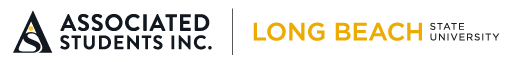 ASSOCIATED
STUDENTS INC.
LONG BEACH STATE
UNIVERSITY